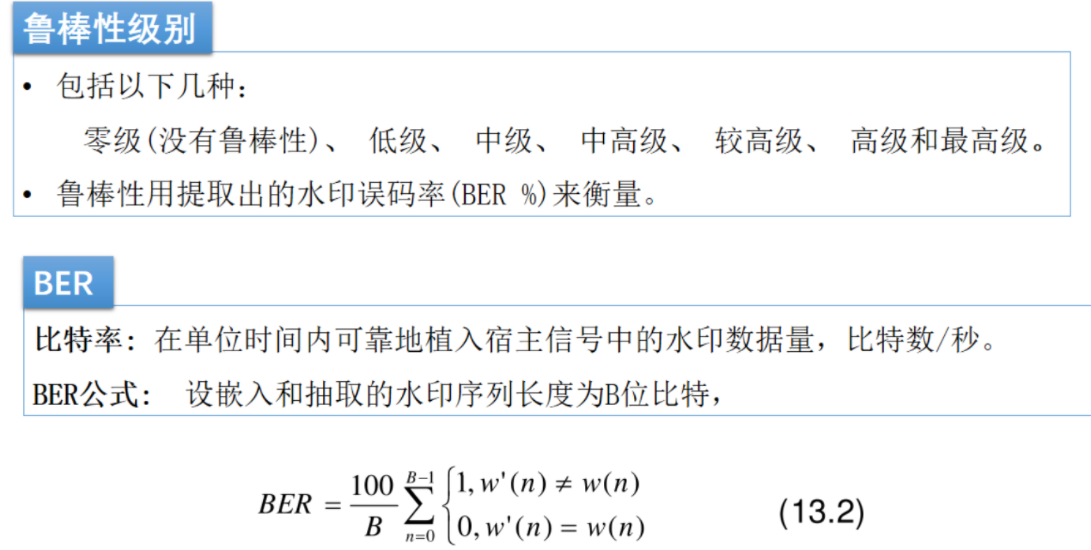 鲁棒性级别
• 包括以下几种:
零级(没有鲁棒性)、 低级、 中级、 中高级、 较高级、 高级和最高级。
• 鲁棒性用提取出的水印误码率(BER %)来衡量。
BER
比特率: 在单位时间内可靠地植入宿主信号中的水印数据量，比特数/秒。
BER公式: 设嵌入和抽取的水印序列长度为B位比特，
BER = \frac{100}{B} \sum_{n=0}^{B-1} \begin{cases} 1, w'(n) ≠ w(n) \\ 0, w'(n) = w(n) \end{cases} (13.2)